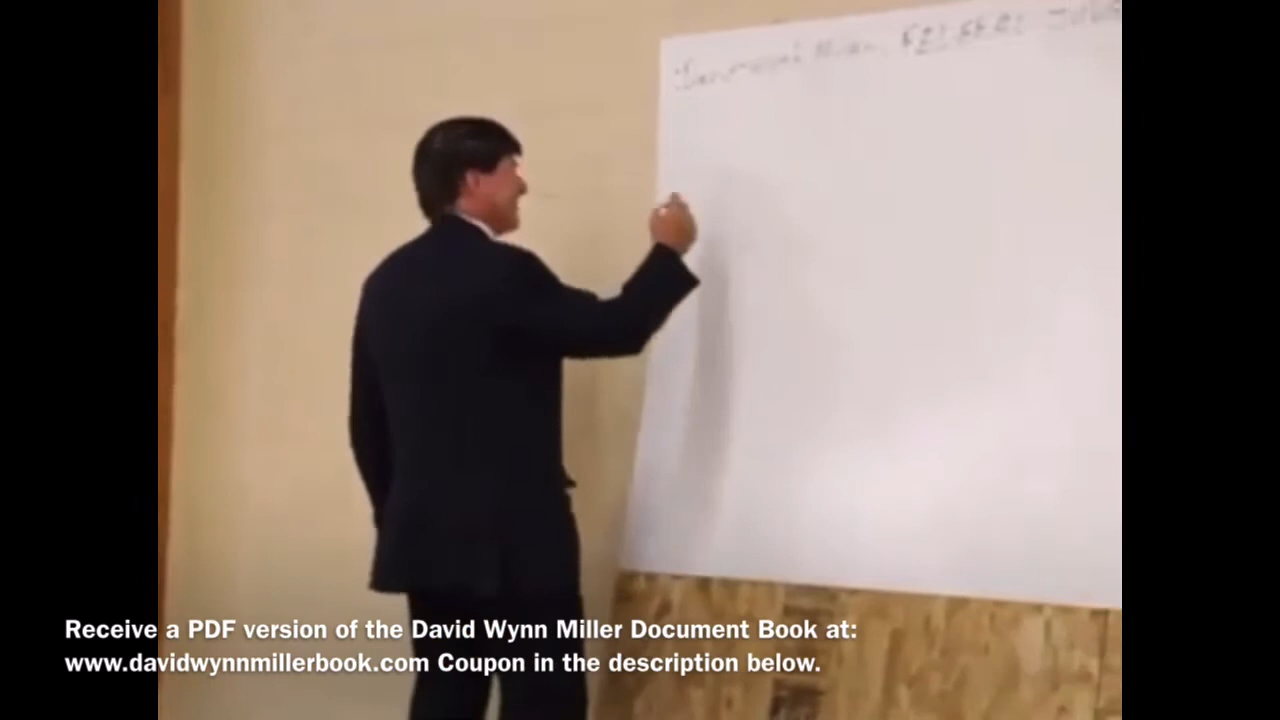 Receive a PDF version of the David Wynn Miller Document Book at:
www.davidwynnmillerbook.com Coupon in the description below.